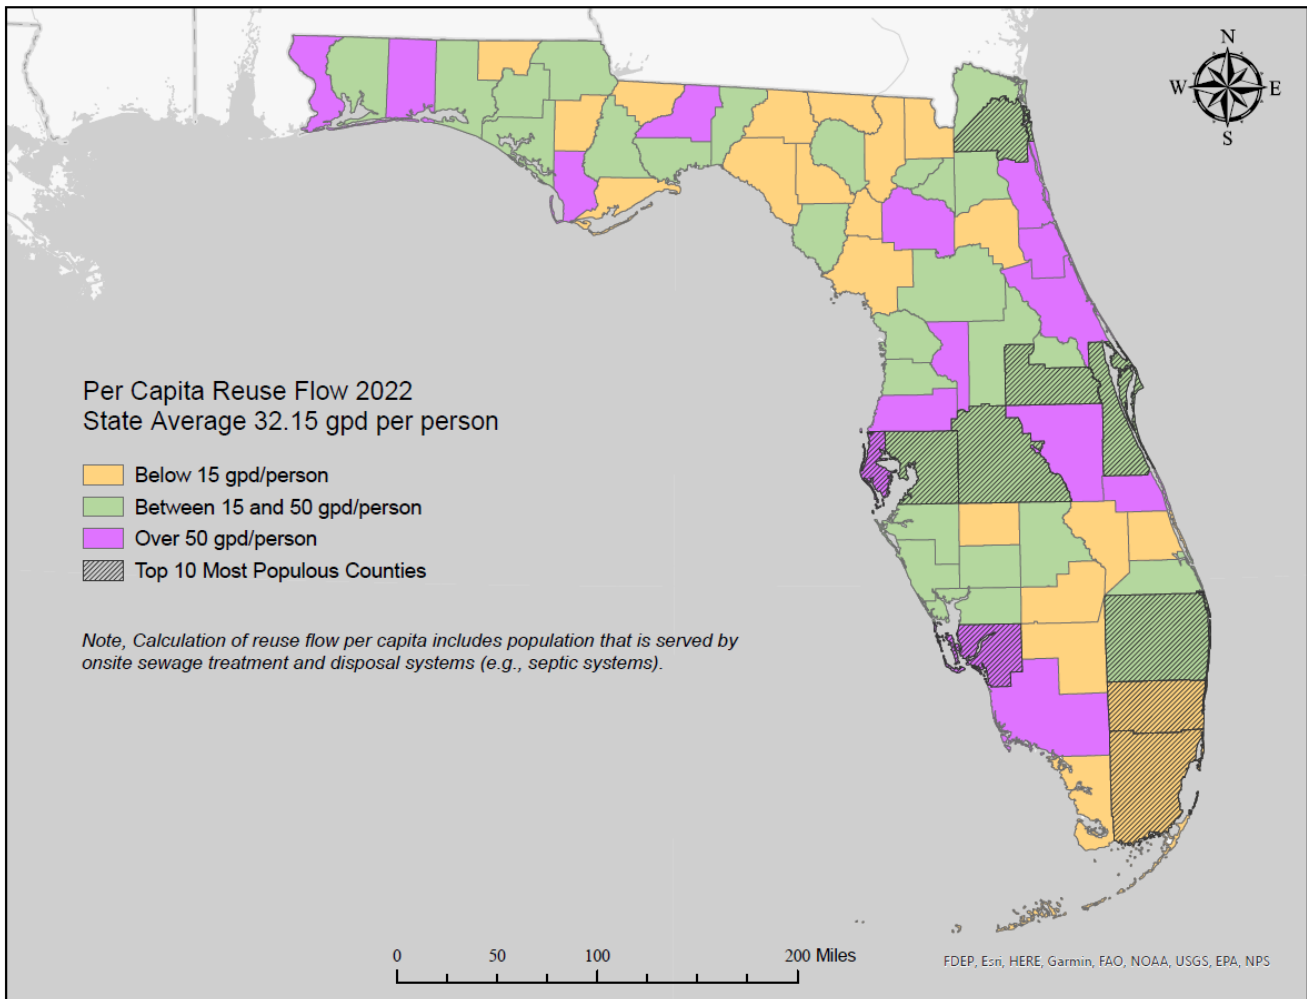 N
W E
S
Per Capita Reuse Flow 2022
State Average 32.15 gpd per person
Below 15 gpd/person
Between 15 and 50 gpd/person
Over 50 gpd/person
Top 10 Most Populous Counties
Note, Calculation of reuse flow per capita includes population that is served by
onsite sewage treatment and disposal systems (e.g., septic systems).
0 50 100 200 Miles
FDEP, Esri, HERE, Garmin, FAO, NOAA, USGS, EPA, NPS